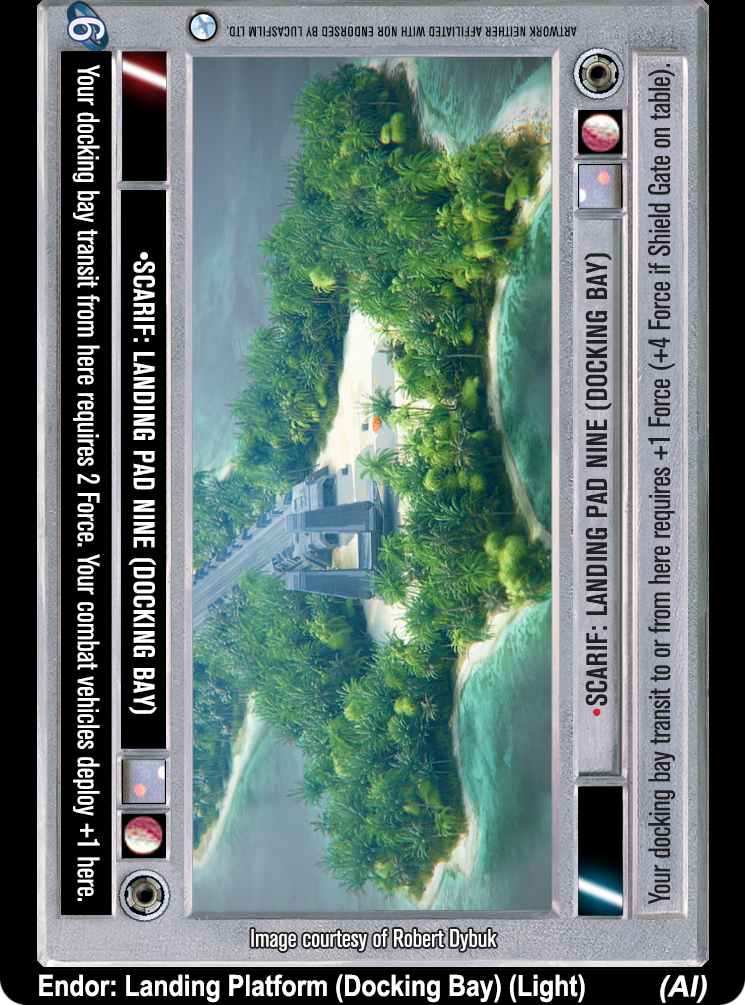 ARTWORK NEITHER AFFILIATED WITH NOR ENDORSED BY LUCASFILM LTD.
Your docking bay transit from here requires 2 Force. Your combat vehicles deploy +1 here.
•SCARIF: LANDING PAD NINE (DOCKING BAY)
•SCARIF: LANDING PAD NINE (DOCKING BAY)
Your docking bay transit to or from here requires +1 Force (+4 Force if Shield Gate on table).
Image courtesy of Robert Dybuk
Endor: Landing Platform (Docking Bay) (Light) (AI)